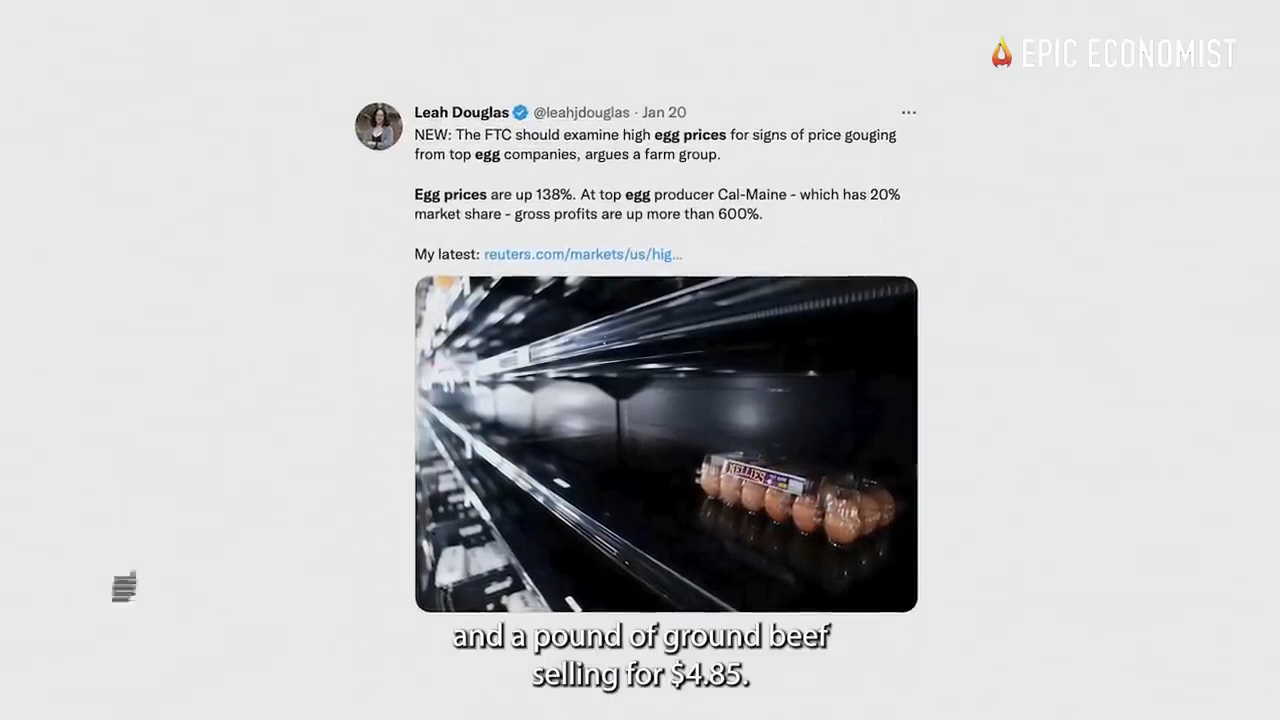 EPIC ECONOMIST
Leah Douglas @leahjdouglas · Jan 20
NEW: The FTC should examine high egg prices for signs of price gouging
from top egg companies, argues a farm group.
Egg prices are up 138%. At top egg producer Cal-Maine - which has 20%
market share - gross profits are up more than 600%.
My latest: reuters.com/markets/us/hig...
NELLIE'S
and a pound of ground beef
selling for $4.85.